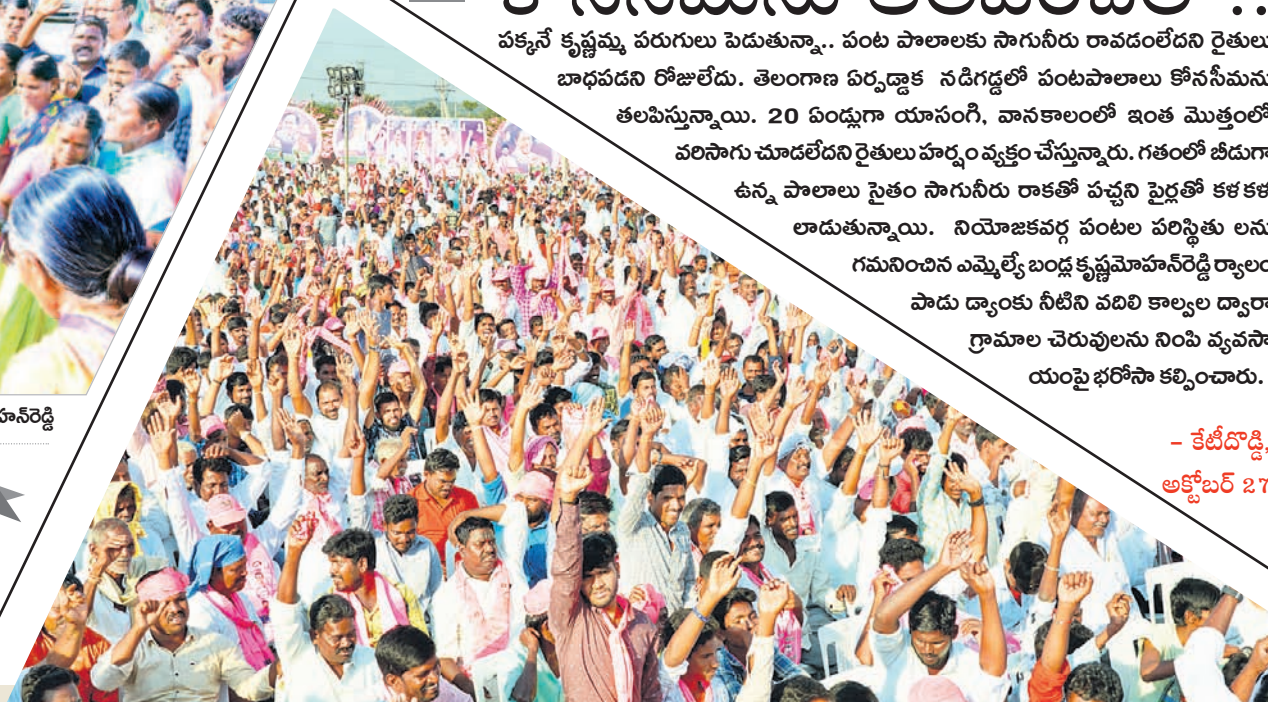 పక్కనే కృష్ణమ్మ పరుగులు పెడుతున్నా.. పంట పొలాలకు సాగునీరు రావడంలేదని రైతులు
బాధపడని రోజులేదు. తెలంగాణ ఏర్పడ్డాక నడిగడ్డలో పంటపొలాలు కోనసీమను
తలపిస్తున్నాయి. 20 ఏండ్లుగా యాసంగి, వానకాలంలో ఇంత మొత్తంలో
వరిసాగు చూడలేదని రైతులు హర్షం వ్యక్తం చేస్తున్నారు. గతంలో బీడుగా
ఉన్న పొలాలు సైతం సాగునీరు రాకతో పచ్చని పైర్లతో కళకళ
లాడుతున్నాయి. నియోజకవర్గ పంటల పరిస్థితు లను
గమనించిన ఎమ్మెల్యే బండ్ల కృష్ణమోహన్‌రెడ్డి ర్యాలం
పాడు డ్యాంకు నీటిని వదిలి కాల్వల ద్వారా
గ్రామాల చెరువులను నింపి వ్యవసా
యంపై భరోసా కల్పించారు.
– కేటీదొడ్డి,
అక్టోబర్ 27
హన్‌రెడ్డి